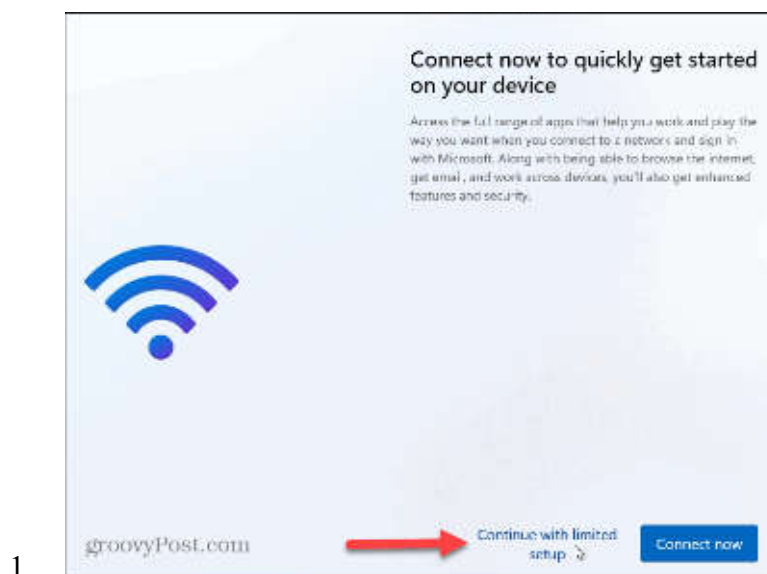 Connect now to quickly get started
on your device
Access the full range of apps that help you work and play the
way you want when you connect to a network and sign in
with Microsoft. Along with being able to browse the internet,
get email, and work across devices, you'll also get enhanced
features and security.
groovyPost.com
Continue with limited
setup
Connect now
1